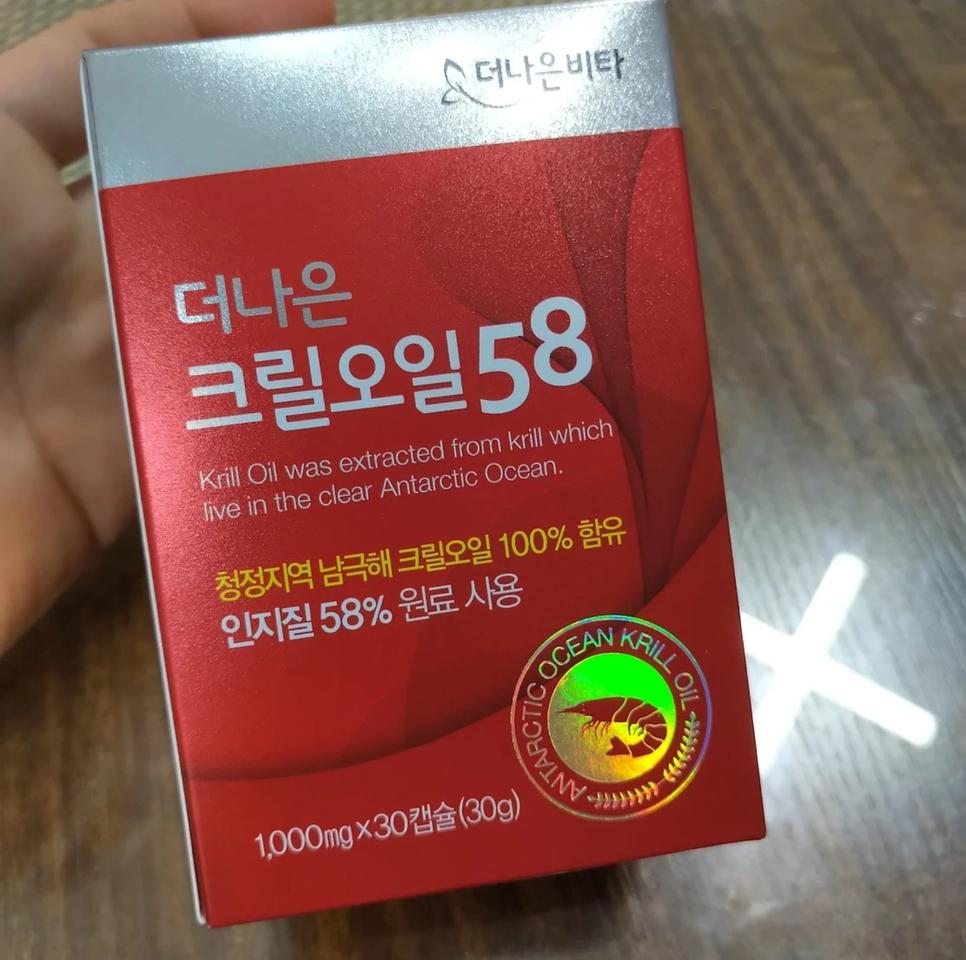 더나은비타
더나은
크릴오일58
Krill Oil was extracted from krill which
live in the clear Antarctic Ocean.
청정지역 남극해 크릴오일 100% 함유
인지질 58% 원료 사용
ANTARCTIC OCEAN KRILL OIL
1,000mg x 30캡슐(30g)